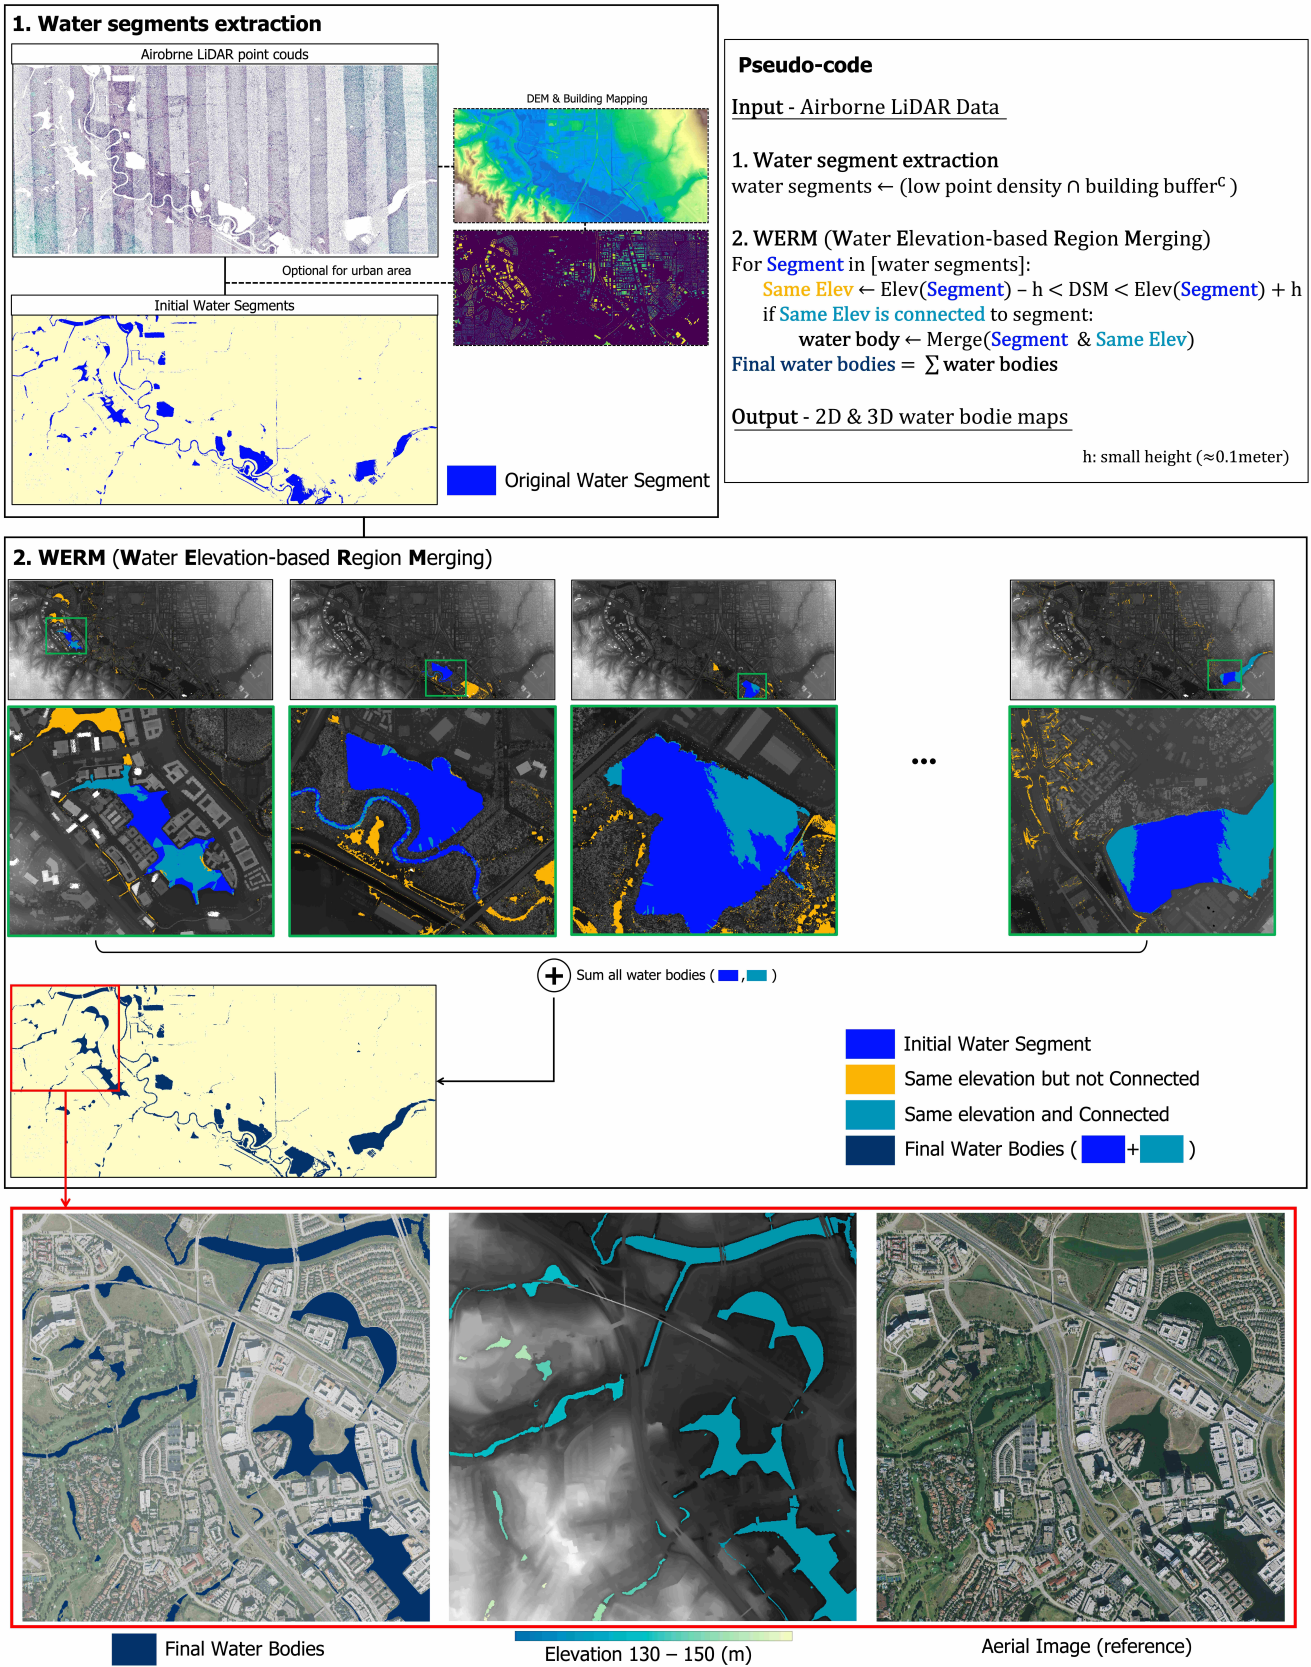 1. Water segments extraction
Airobrne LiDAR point couds
DEM & Building Mapping
Optional for urban area
Initial Water Segments
Original Water Segment
Pseudo-code
Input - Airborne LiDAR Data
1. Water segment extraction
water segments ← (low point density ∩ building buffer^C )
2. WERM (Water Elevation-based Region Merging)
For Segment in [water segments]:
Same Elev ← Elev(Segment) – h < DSM < Elev(Segment) + h
if Same Elev is connected to segment:
water body ← Merge(Segment & Same Elev)
Final water bodies = ∑ water bodies
Output - 2D & 3D water bodie maps
h: small height (≈0.1meter)
2. WERM (Water Elevation-based Region Merging)
...
+ Sum all water bodies ( , )
Initial Water Segment
Same elevation but not Connected
Same elevation and Connected
Final Water Bodies ( + )
Final Water Bodies
Elevation 130 – 150 (m)
Aerial Image (reference)